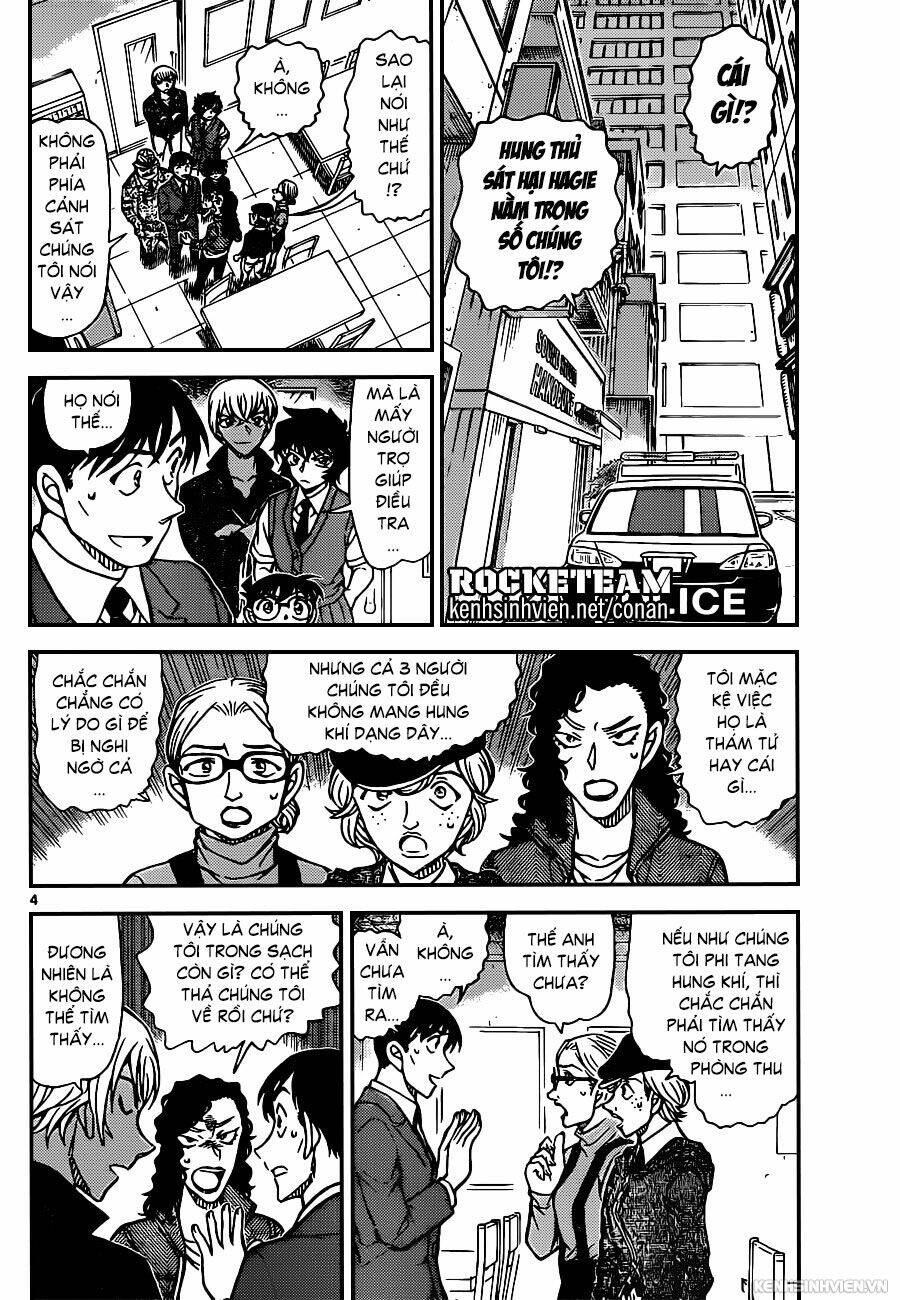 CÁI
GÌ!?
HUNG THỦ
SÁT HẠI HAGIE
NẰM TRONG
SỐ CHÚNG
TÔI!?
ROCKETEAM
kenhsinhvien.net/conan
.ICE
SAO
LẠI
NÓI
NHƯ
THẾ
CHỨ
!?
À,
KHÔNG
...
KHÔNG
PHẢI
PHÍA
CẢNH
SÁT
CHÚNG
TÔI NÓI
VẬY
...
MÀ LÀ
MẤY
NGƯỜI
TRỢ
GIÚP
ĐIỀU
TRA
...
HỌ NÓI
THẾ...
TÔI MẶC
KỆ VIỆC
HỌ LÀ
THÁM TỬ
HAY CÁI
GÌ...
NHƯNG CẢ 3 NGƯỜI
CHÚNG TÔI ĐỀU
KHÔNG MANG HUNG
KHÍ DẠNG DÂY...
CHẮC CHẮN
CHẲNG CÓ
LÝ DO GÌ ĐỂ
BỊ NGHI
NGỜ CẢ
...
4
NẾU NHƯ CHÚNG
TÔI PHI TANG
HUNG KHÍ, THÌ
CHẮC CHẮN
PHẢI TÌM THẤY
NÓ TRONG
PHÒNG THU
...
THẾ ANH
TÌM THẤY
CHƯA?
À,
KHÔNG
...
VẪN
CHƯA
TÌM
RA...
VẬY LÀ CHÚNG
TÔI TRONG SẠCH
CÒN GÌ? CÓ THỂ
THẢ CHÚNG TÔI
VỀ RỒI CHỨ?
ĐƯƠNG
NHIÊN LÀ
KHÔNG
THỂ TÌM
THẤY...
KENHSINHVIEN.VN